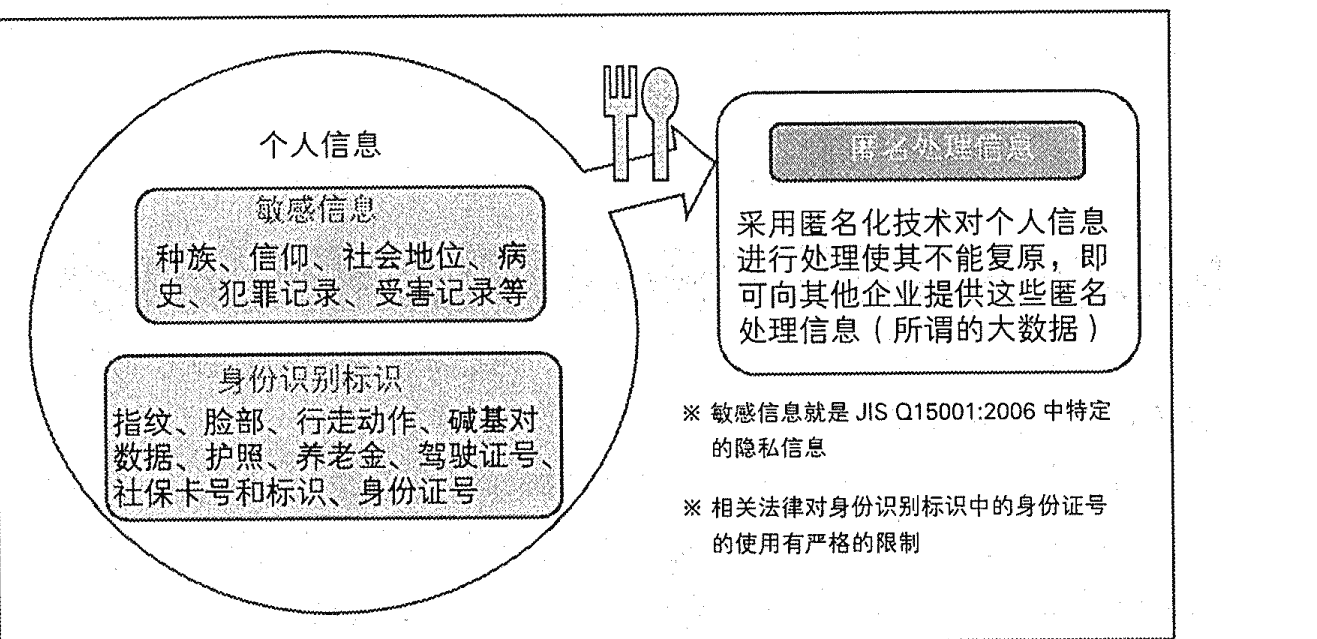 个人信息
敏感信息
种族、信仰、社会地位、病
史、犯罪记录、受害记录等
身份识别标识
指纹、脸部、行走动作、碱基对
数据、护照、养老金、驾驶证号、
社保卡号和标识、身份证号
匿名处理信息
采用匿名化技术对个人信息
进行处理使其不能复原，即
可向其他企业提供这些匿名
处理信息（所谓的大数据）
※ 敏感信息就是 JIS Q15001:2006 中特定
的隐私信息
※ 相关法律对身份识别标识中的身份证号
的使用有严格的限制